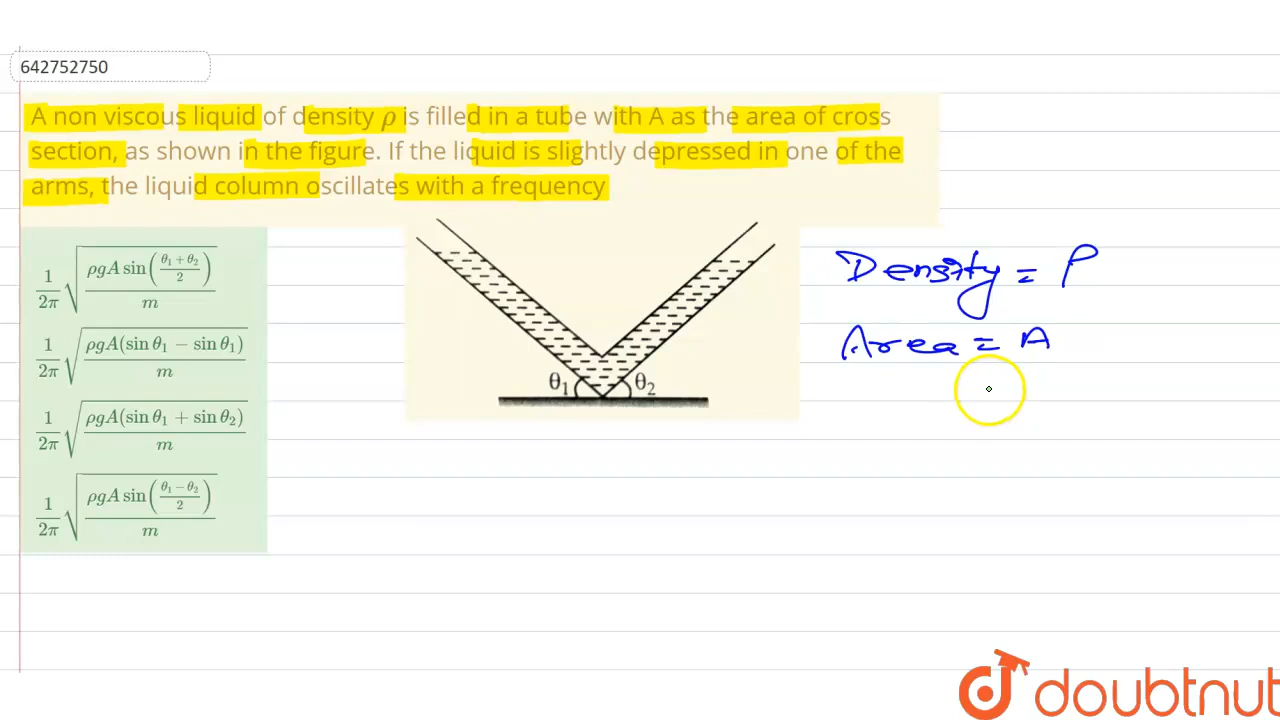 642752750
A non viscous liquid of density ρ is filled in a tube with A as the area of cross
section, as shown in the figure. If the liquid is slightly depressed in one of the
arms, the liquid column oscillates with a frequency
1/2π √(ρgA sin((θ₁ + θ₂)/2)/m)
1/2π √(ρgA(sin θ₁ − sin θ₁)/m)
1/2π √(ρgA(sin θ₁ + sin θ₂)/m)
1/2π √(ρgA sin((θ₁ − θ₂)/2)/m)
θ₁ θ₂
Density = ρ
Area = A
doubtnut